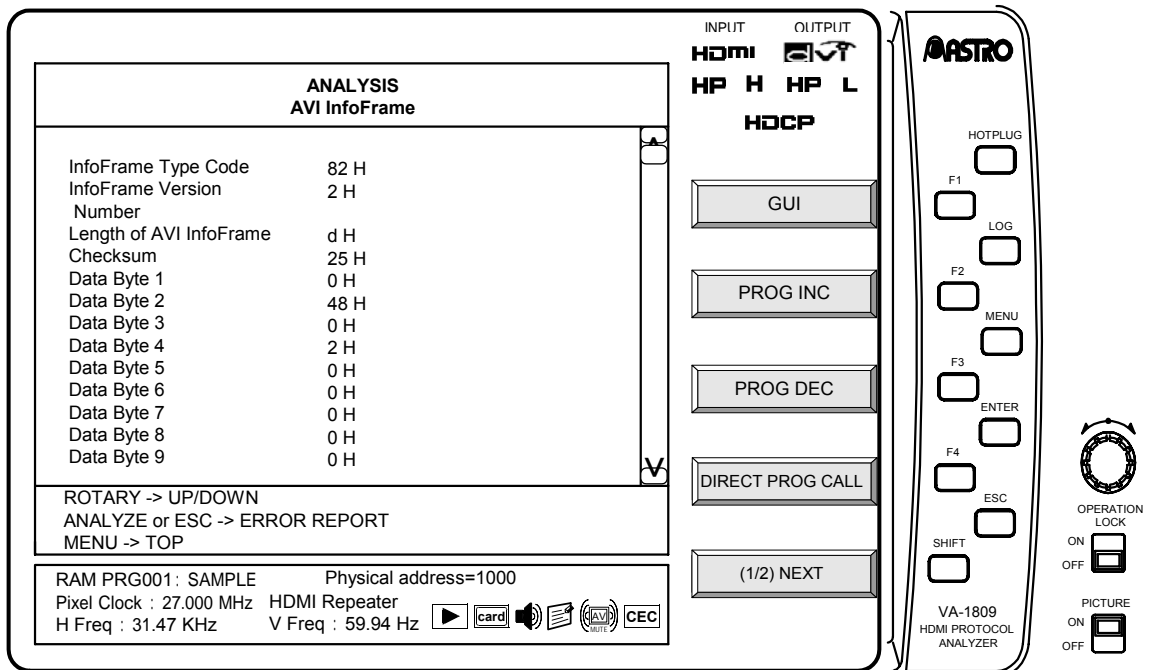 ANALYSIS
AVI InfoFrame
InfoFrame Type Code 82 H
InfoFrame Version 2 H
Number
Length of AVI InfoFrame d H
Checksum 25 H
Data Byte 1 0 H
Data Byte 2 48 H
Data Byte 3 0 H
Data Byte 4 2 H
Data Byte 5 0 H
Data Byte 6 0 H
Data Byte 7 0 H
Data Byte 8 0 H
Data Byte 9 0 H
ROTARY -> UP/DOWN
ANALYZE or ESC -> ERROR REPORT
MENU -> TOP
RAM PRG001: SAMPLE Physical address=1000
Pixel Clock : 27.000 MHz HDMI Repeater
H Freq : 31.47 KHz V Freq : 59.94 Hz
card
AV
MUTE
CEC
INPUT OUTPUT
HDMI dvi
HP H HP L
HDCP
GUI
PROG INC
PROG DEC
DIRECT PROG CALL
(1/2) NEXT
ASTRO
HOTPLUG
F1
LOG
F2
MENU
F3
ENTER
F4
ESC
SHIFT
VA-1809
HDMI PROTOCOL
ANALYZER
OPERATION
LOCK
ON
OFF
PICTURE
ON
OFF